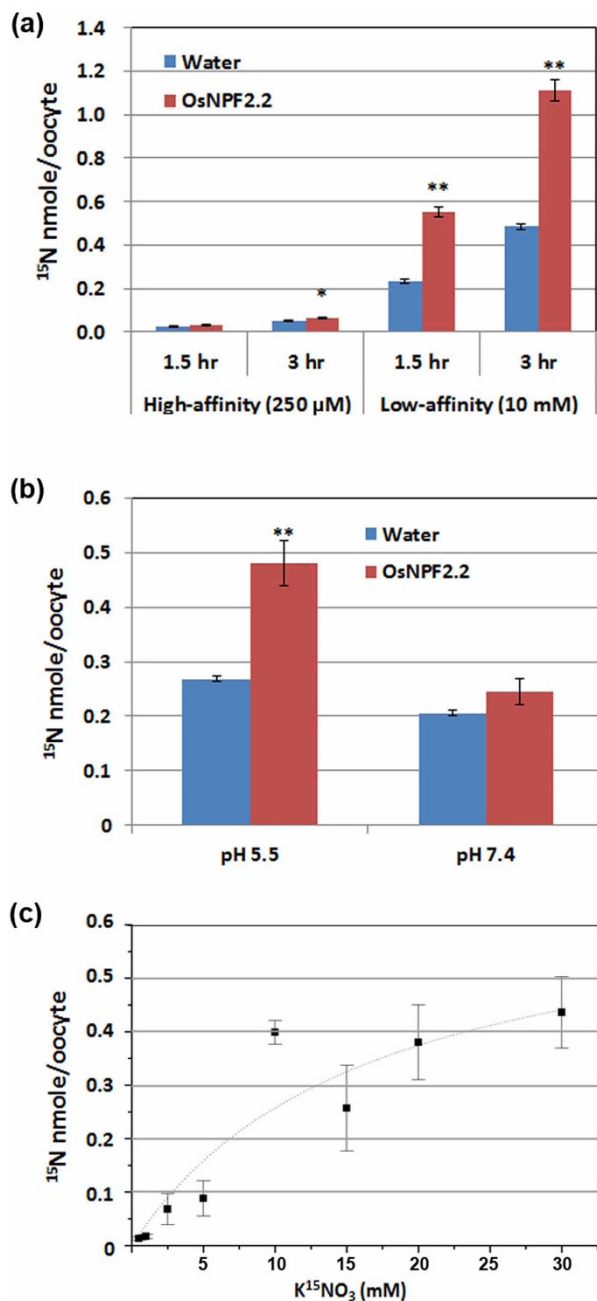 (a)
¹⁵N nmole/oocyte
1.4
1.2
1.0
0.8
0.6
0.4
0.2
0.0
Water
OsNPF2.2
*
**
**
1.5 hr 3 hr 1.5 hr 3 hr
High-affinity (250 µM) Low-affinity (10 mM)
(b)
¹⁵N nmole/oocyte
0.6
0.5
0.4
0.3
0.2
0.1
0
**
Water
OsNPF2.2
pH 5.5 pH 7.4
(c)
¹⁵N nmole/oocyte
0.6
0.5
0.4
0.3
0.2
0.1
0
5 10 15 20 25 30
K¹⁵NO₃ (mM)